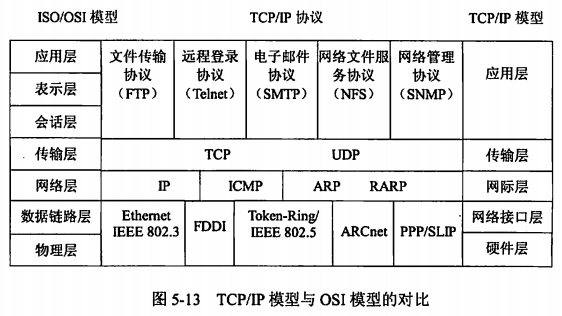 ISO/OSI 模型 TCP/IP 协议 TCP/IP 模型
应用层 文件传输 远程登录 电子邮件 网络文件服 网络管理
协议 协议 协议 务协议 协议 应用层
表示层 (FTP) (Telnet) (SMTP) (NFS) (SNMP)
会话层
传输层 TCP UDP 传输层
网络层 IP ICMP ARP RARP 网际层
数据链路层 Ethernet Token-Ring/ 网络接口层
IEEE 802.3 FDDI IEEE 802.5 ARCnet PPP/SLIP
物理层 硬件层
图 5-13 TCP/IP 模型与 OSI 模型的对比